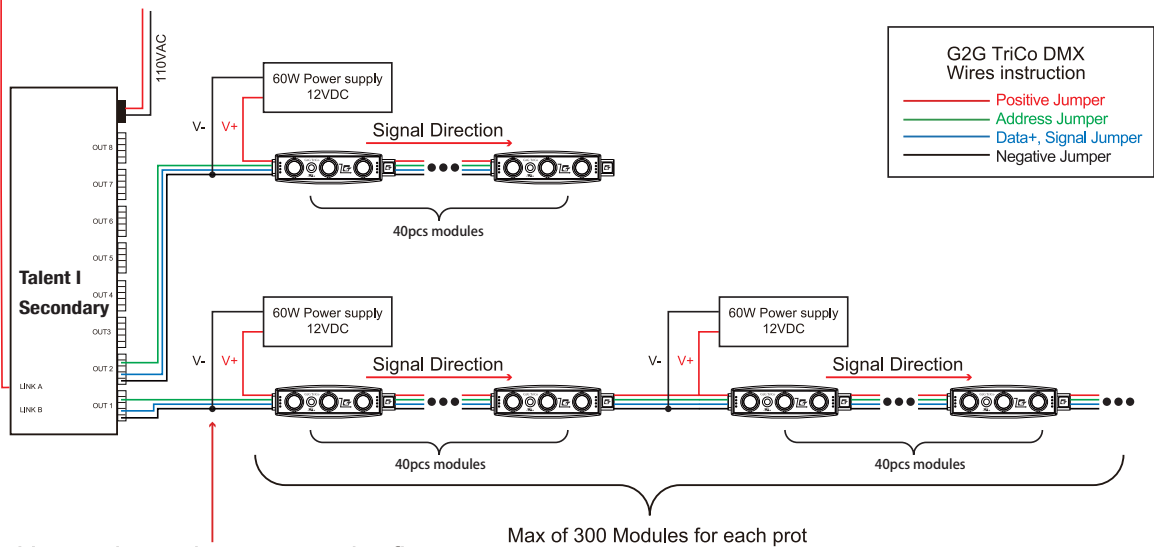 110VAC
60W Power supply
12VDC
V-
V+
Signal Direction
40pcs modules
G2G TriCo DMX
Wires instruction
Positive Jumper
Address Jumper
Data+, Signal Jumper
Negative Jumper
OUT 8
OUT 7
OUT 6
OUT 5
OUT 4
OUT3
OUT 2
OUT 1
Talent I
Secondary
LINK A
LINK B
60W Power supply
12VDC
V-
V+
Signal Direction
40pcs modules
60W Power supply
12VDC
V-
V+
Signal Direction
40pcs modules
Max of 300 Modules for each prot